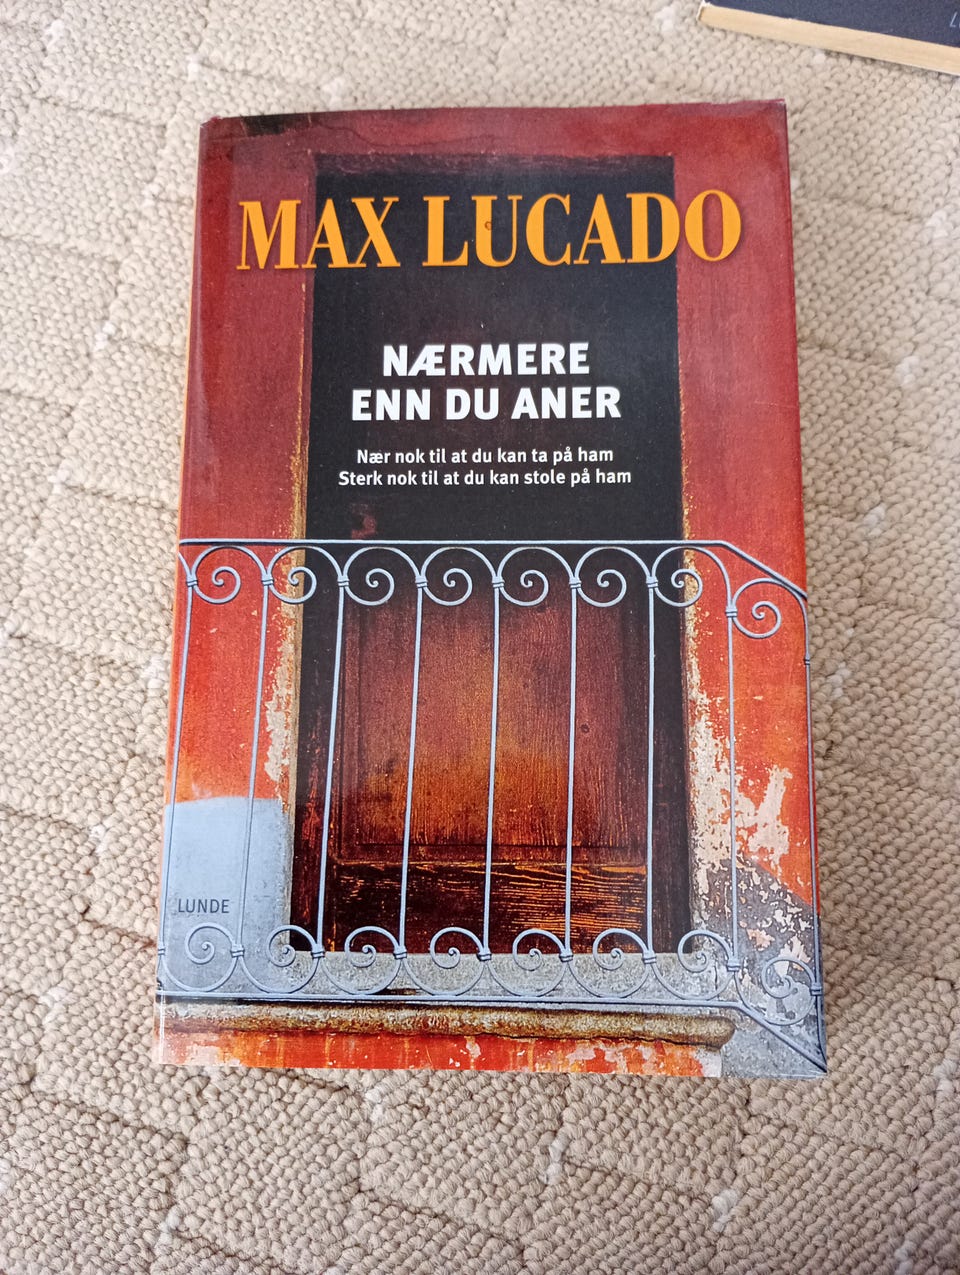 MAX LUCADO
NÆRMERE
ENN DU ANER
Nær nok til at du kan ta på ham
Sterk nok til at du kan stole på ham
LUNDE